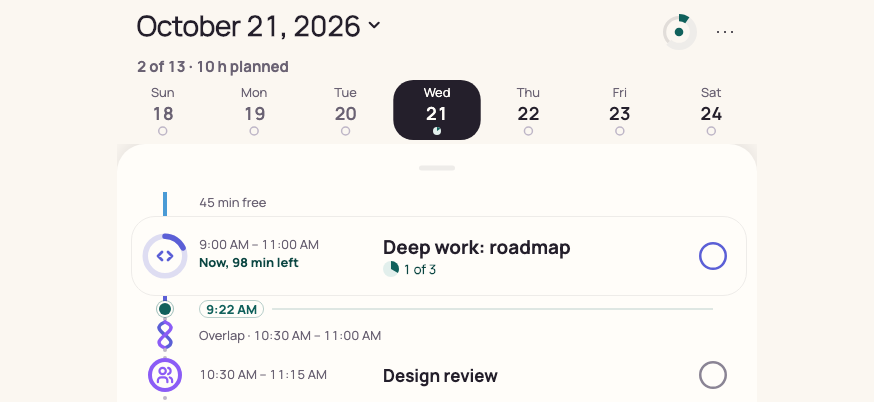 October 21, 2026
2 of 13 · 10 h planned
Sun Mon Tue Wed Thu Fri Sat
18 19 20 21 22 23 24
45 min free
9:00 AM – 11:00 AM
Now, 98 min left
Deep work: roadmap
1 of 3
9:22 AM
Overlap · 10:30 AM – 11:00 AM
10:30 AM – 11:15 AM
Design review